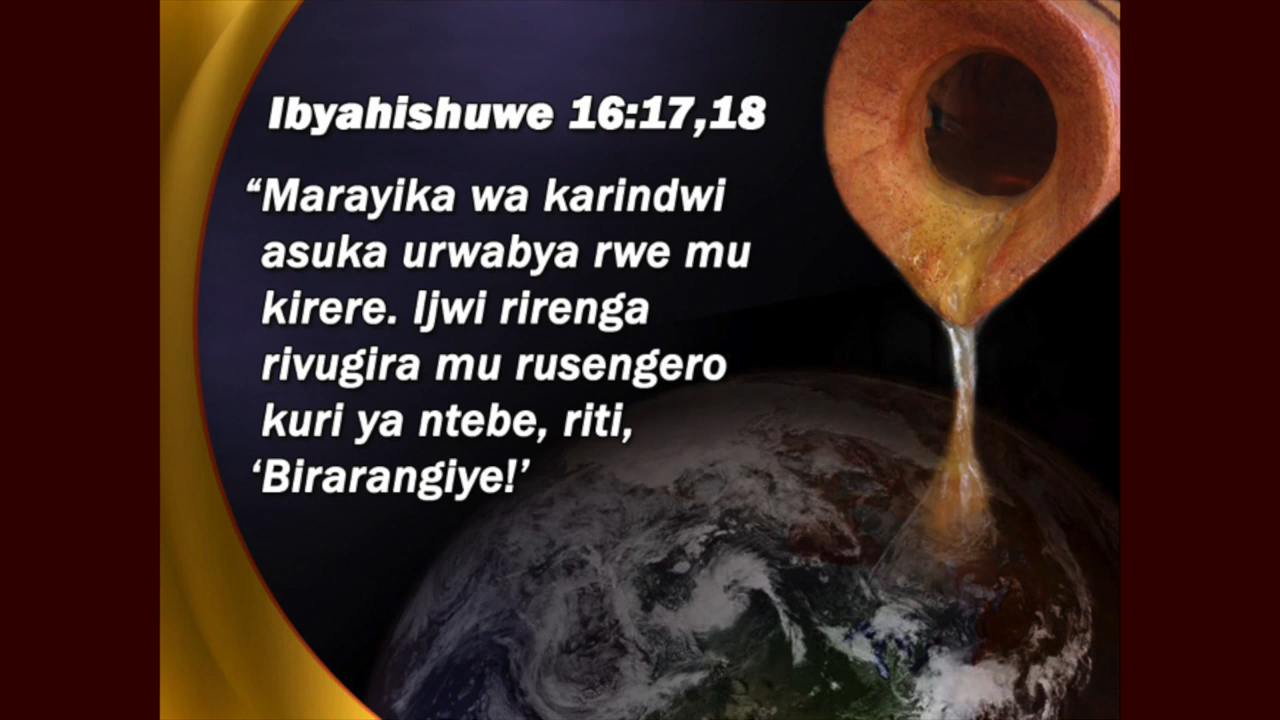 Ibyahishuwe 16:17,18
“Marayika wa karindwi
asuka urwabya rwe mu
kirere. Ijwi rirenga
rivugira mu rusengero
kuri ya ntebe, riti,
‘Birarangiye!’